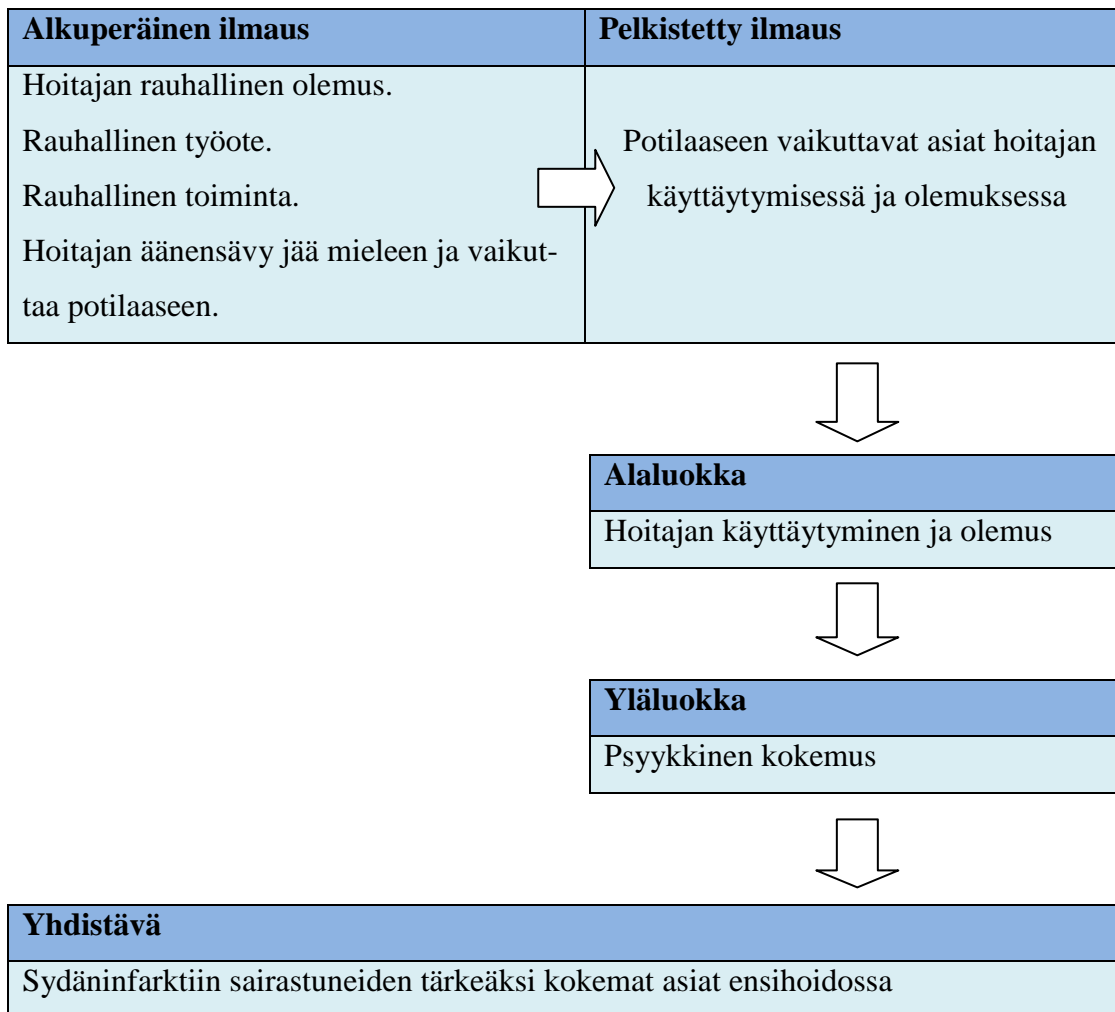 Alkuperäinen ilmaus
Pelkistetty ilmaus
Hoitajan rauhallinen olemus.
Rauhallinen työote.
Rauhallinen toiminta.
Hoitajan äänensävy jää mieleen ja vaikut-
taa potilaaseen.
Potilaaseen vaikuttavat asiat hoitajan
käyttäytymisessä ja olemuksessa
Alaluokka
Hoitajan käyttäytyminen ja olemus
Yläluokka
Psyykkinen kokemus
Yhdistävä
Sydäninfarktiin sairastuneiden tärkeäksi kokemat asiat ensihoidossa